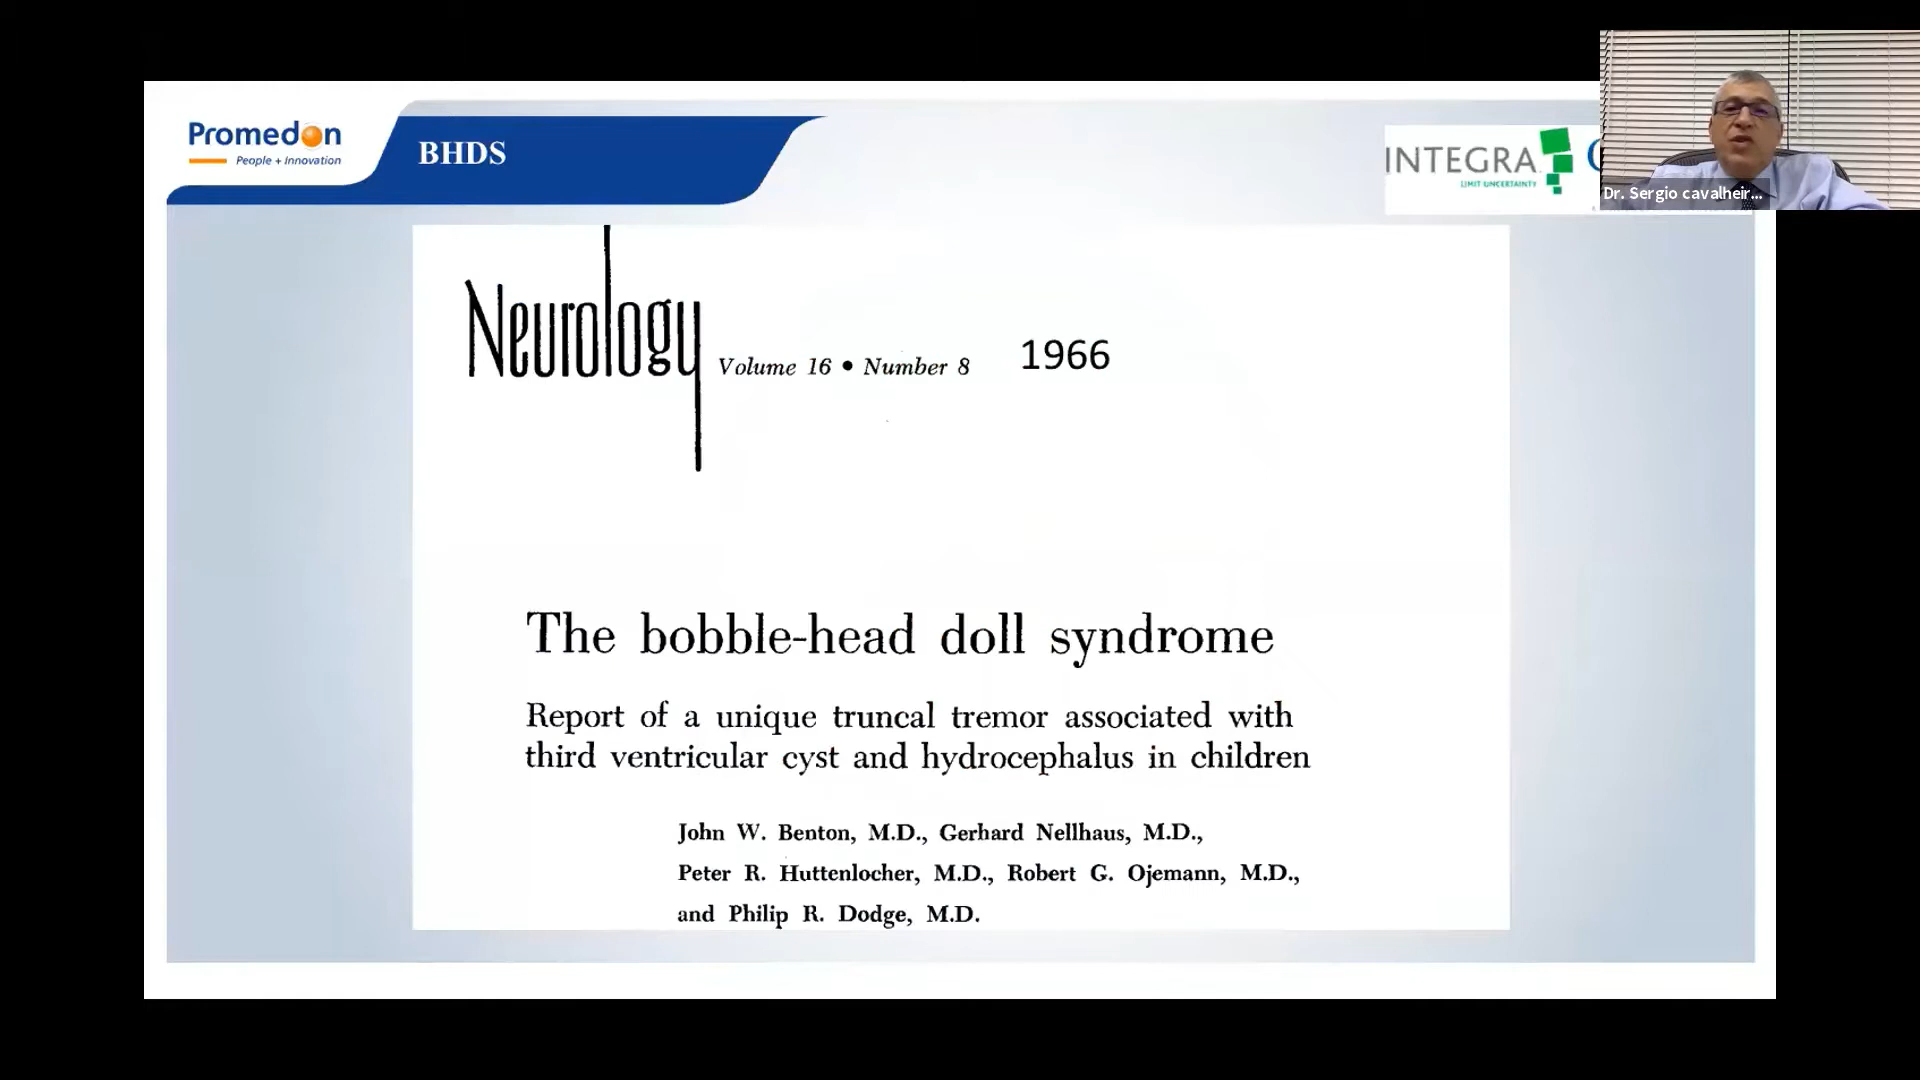 Promedon
People + Innovation
BHDS
INTEGRA
LIMIT UNCERTAINTY
Dr. Sergio cavalheir...
Neurology
Volume 16 • Number 8
1966
The bobble-head doll syndrome
Report of a unique truncal tremor associated with
third ventricular cyst and hydrocephalus in children
John W. Benton, M.D., Gerhard Nellhaus, M.D.,
Peter R. Huttenlocher, M.D., Robert G. Ojemann, M.D.,
and Philip R. Dodge, M.D.